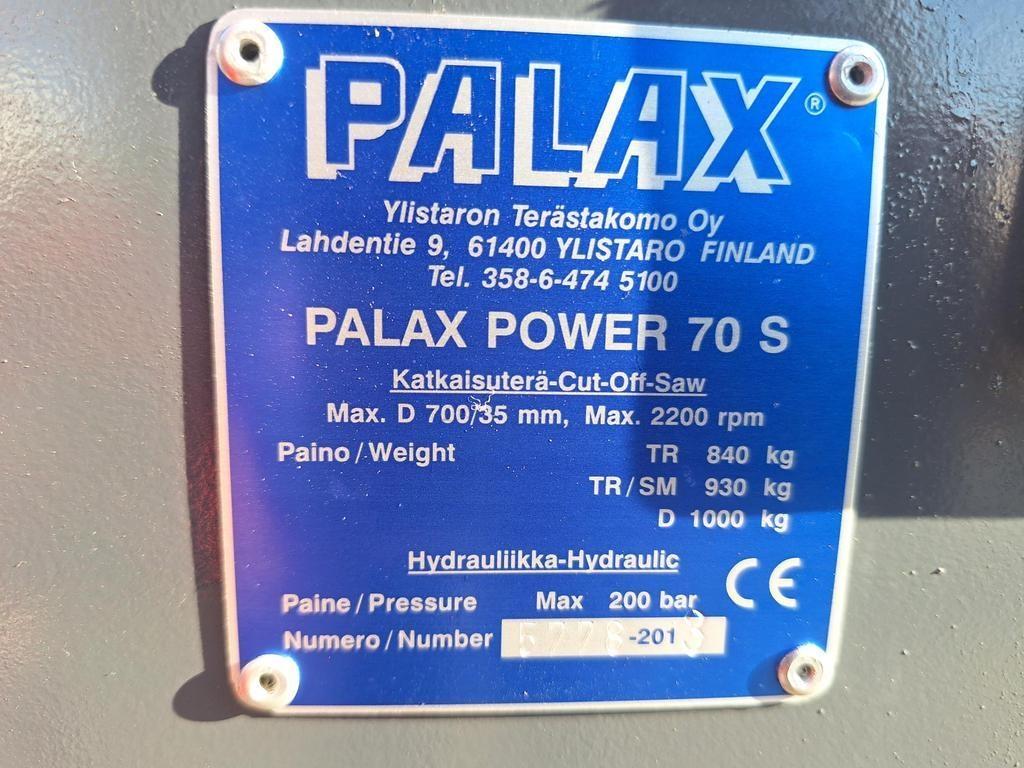 PALAX®
Ylistaron Terästakomo Oy
Lahdentie 9, 61400 YLISTARO FINLAND
Tel. 358-6-474 5100
PALAX POWER 70 S
Katkaisuterä-Cut-Off-Saw
Max. D 700/35 mm, Max. 2200 rpm
Paino / Weight TR 840 kg
TR / SM 930 kg
D 1000 kg
Hydrauliikka-Hydraulic
CE
Paine / Pressure Max 200 bar
Numero / Number -2013